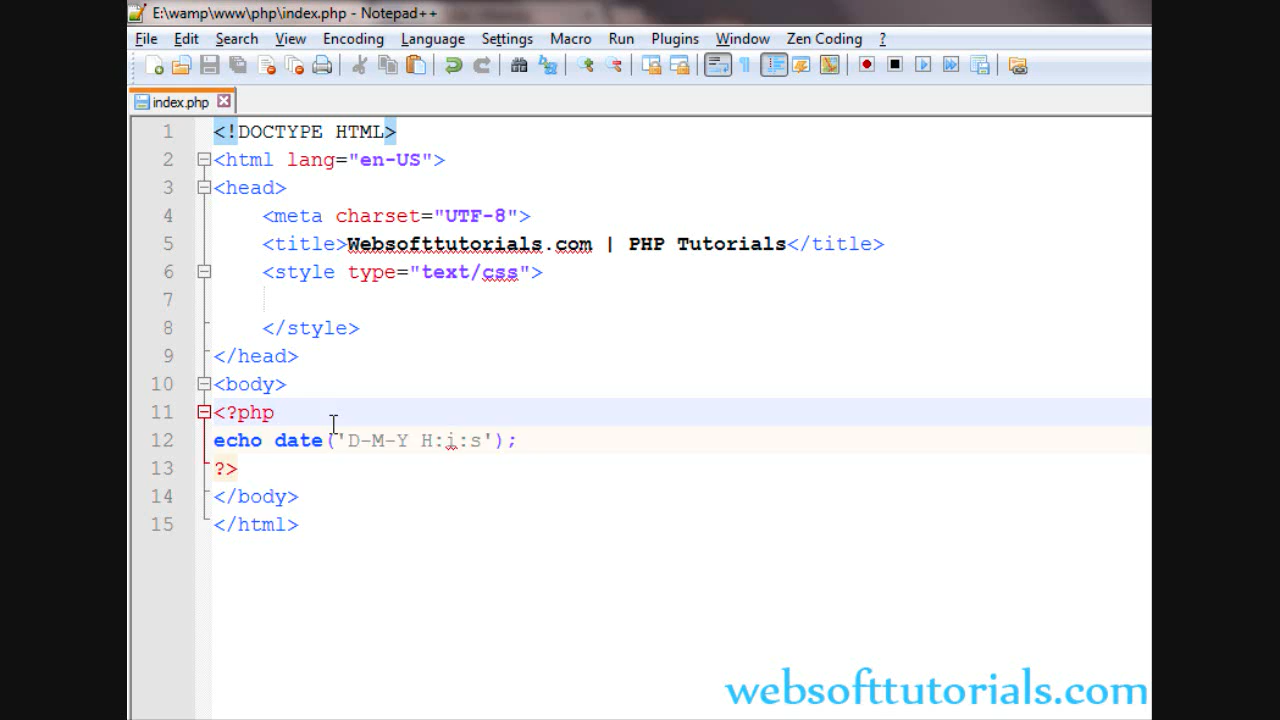 E:\wamp\www\php\index.php - Notepad++
File Edit Search View Encoding Language Settings Macro Run Plugins Window Zen Coding ?
index.php
1 <!DOCTYPE HTML>
2 <html lang="en-US">
3 <head>
4 <meta charset="UTF-8">
5 <title>Websofttutorials.com | PHP Tutorials</title>
6 <style type="text/css">
7
8 </style>
9 </head>
10 <body>
11 <?php
12 echo date('D-M-Y H:i:s');
13 ?>
14 </body>
15 </html>
websofttutorials.com